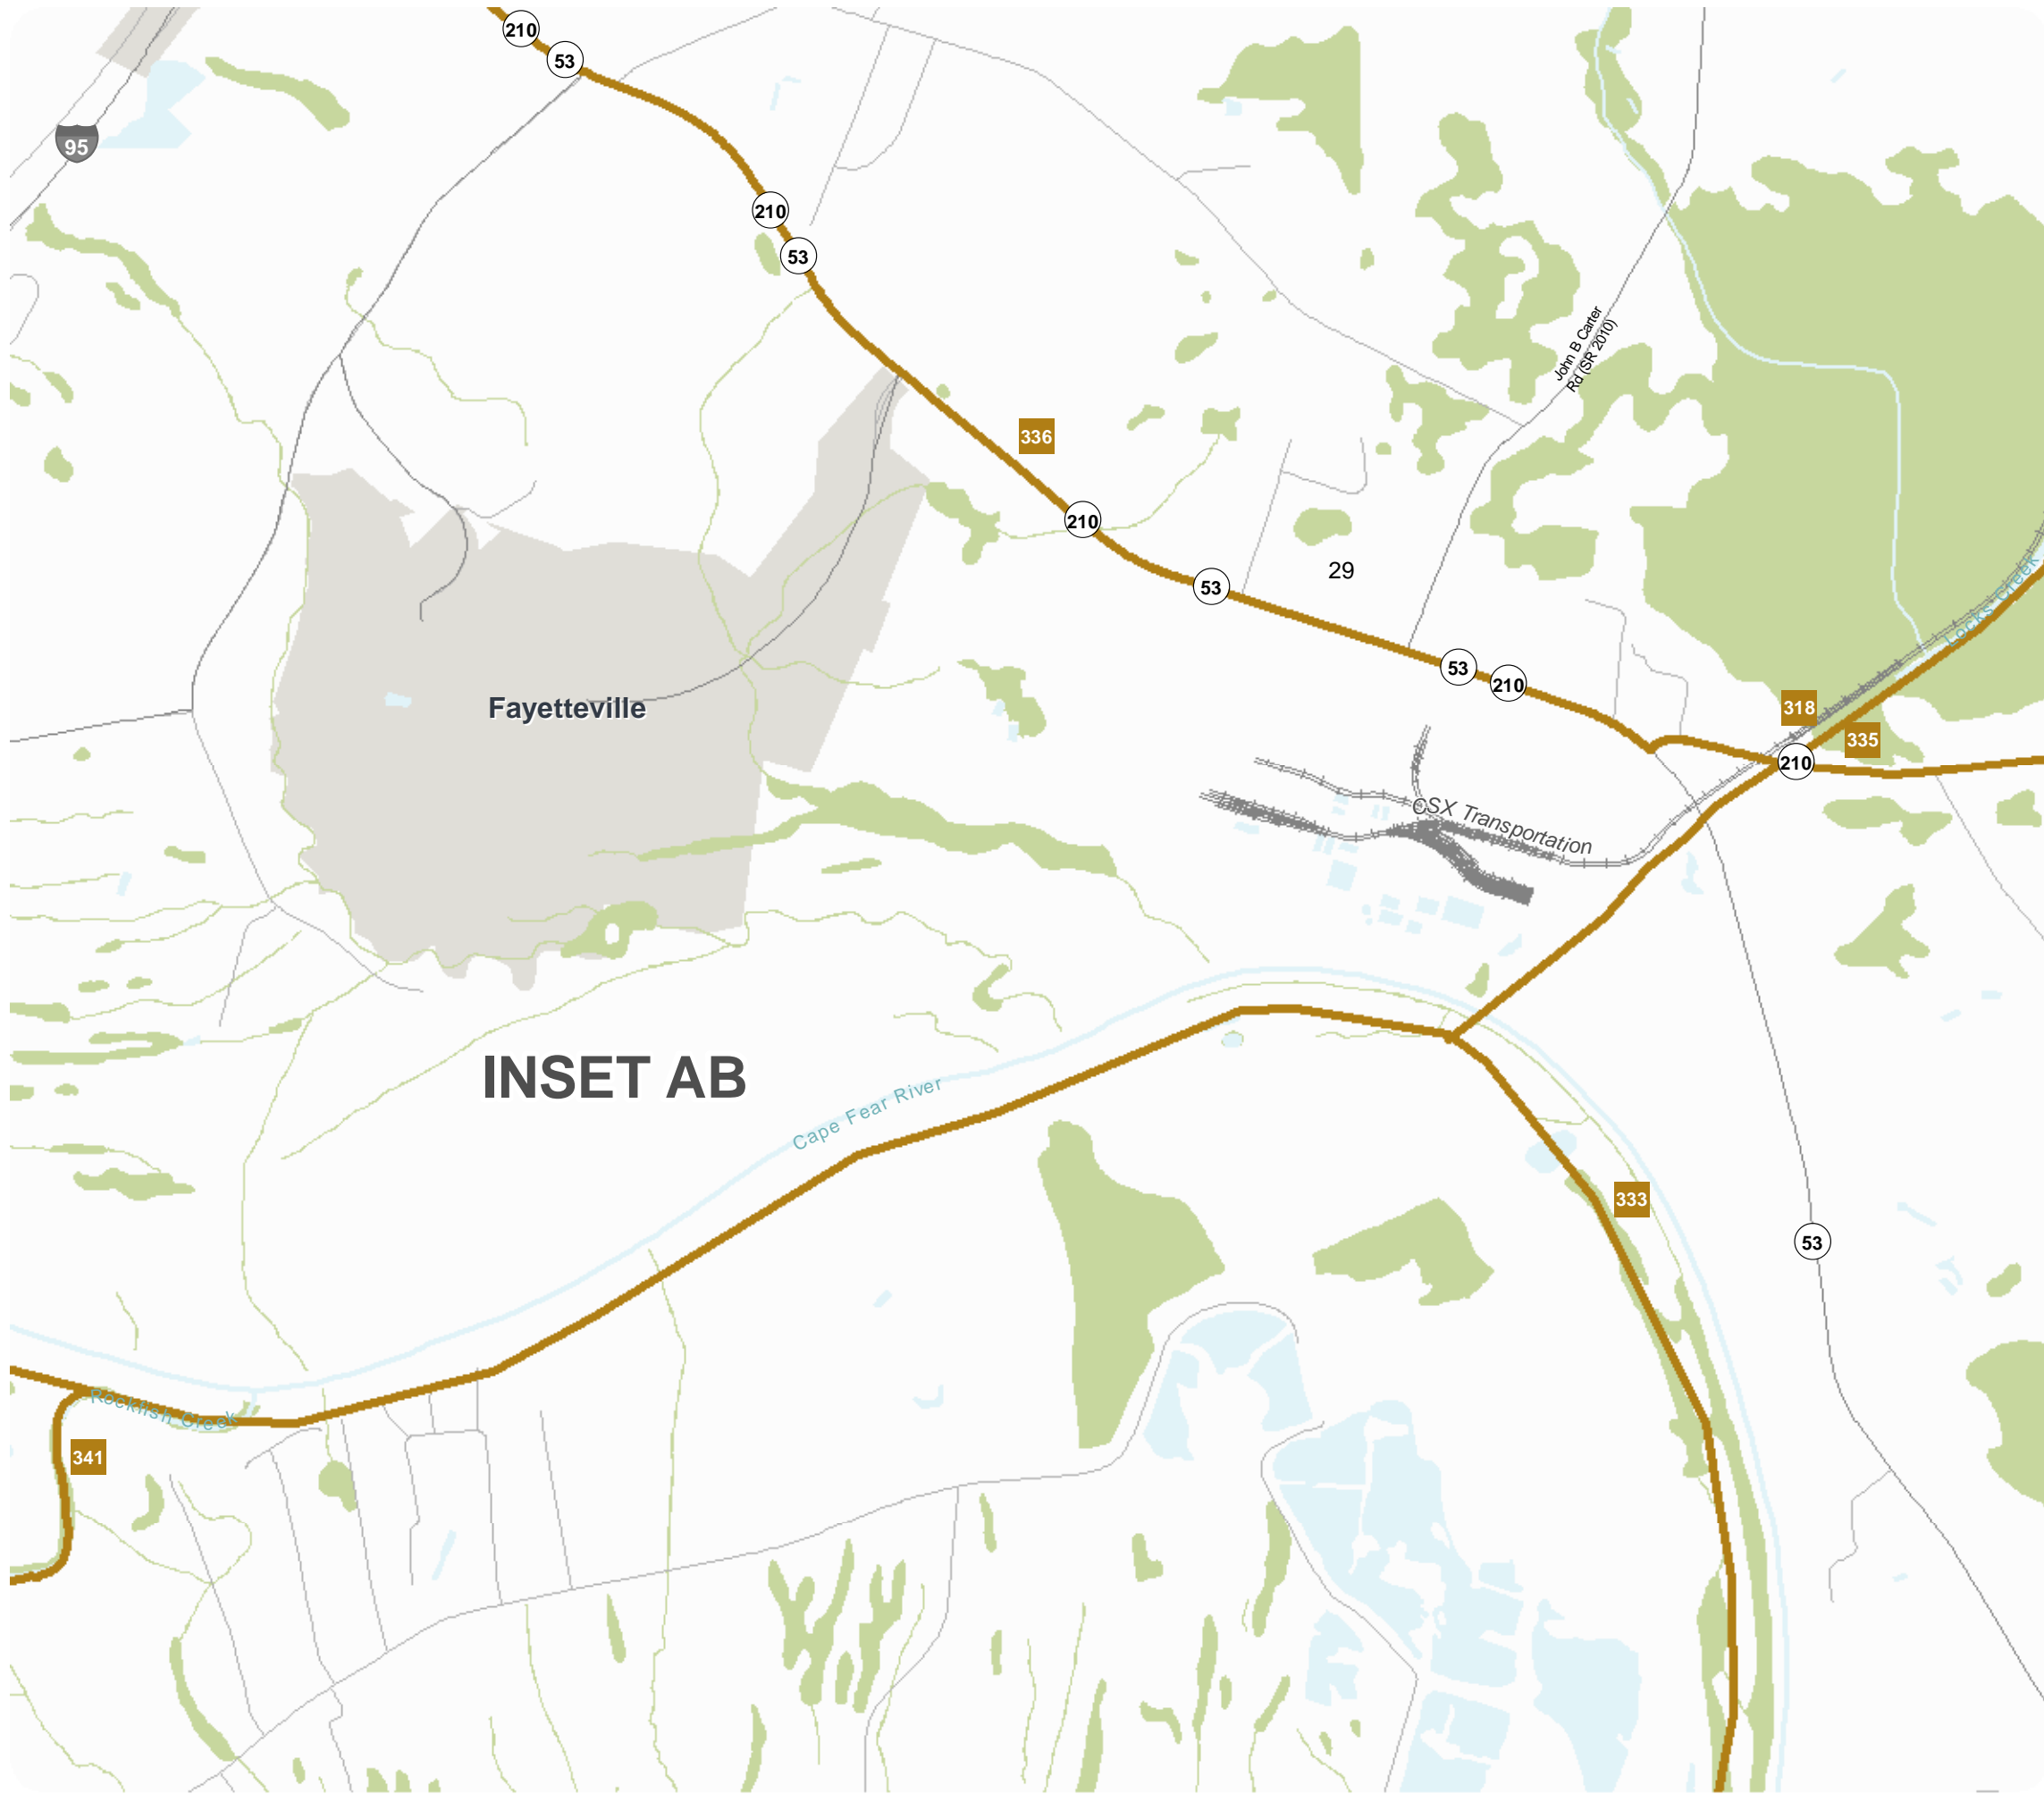 210
53
95
210
53
John B Carter
Rd (SR 2010)
336
210
29
53
Locks Creek
53
210
Fayetteville
318
335
210
CSX Transportation
INSET AB
Cape Fear River
333
53
Rockfish Creek
341